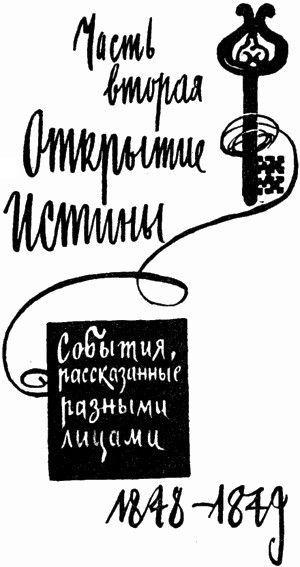 Часть
вторая
Открытие
Истины
События,
рассказанные
разными
лицами
1848–1849